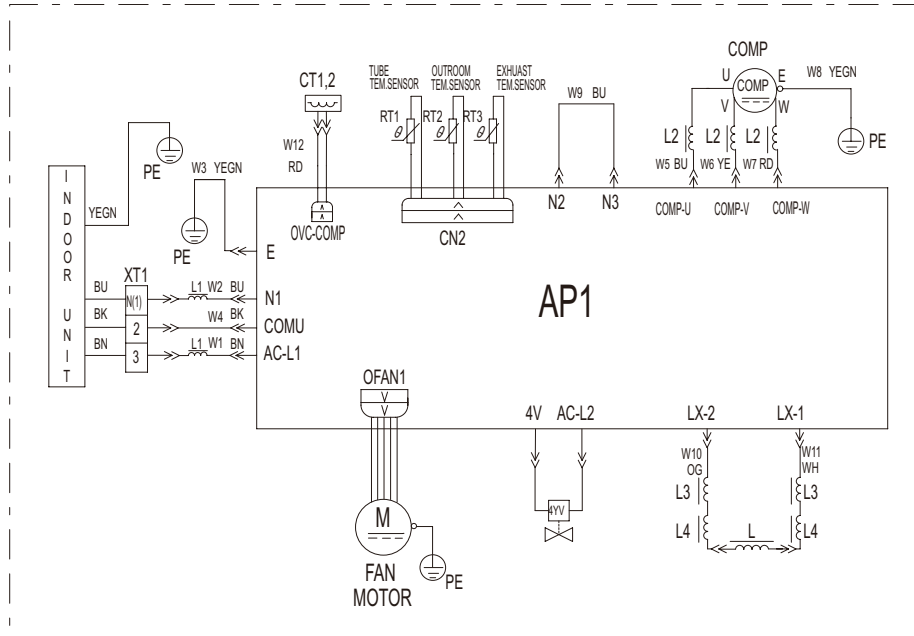 COMP
U
E
W8 YEGN
COMP
V
W
L2
L2
L2
PE
W5 BU
W6 YE
W7 RD
COMP-U
COMP-V
COMP-W
CT1,2
W12
RD
OVC-COMP
TUBE
TEM.SENSOR
OUTROOM
TEM.SENSOR
EXHUAST
TEM.SENSOR
RT1
θ
RT2
θ
RT3
θ
CN2
W9 BU
N2
N3
INDOOR UNIT
YEGN
PE
W3 YEGN
PE
E
XT1
BU
N(1)
L1 W2 BU
N1
BK
2
W4 BK
COMU
BN
3
L1 W1 BN
AC-L1
AP1
OFAN1
M
FAN
MOTOR
PE
4V
AC-L2
4YV
LX-2
LX-1
W10
OG
W11
WH
L3
L3
L4
L
L4